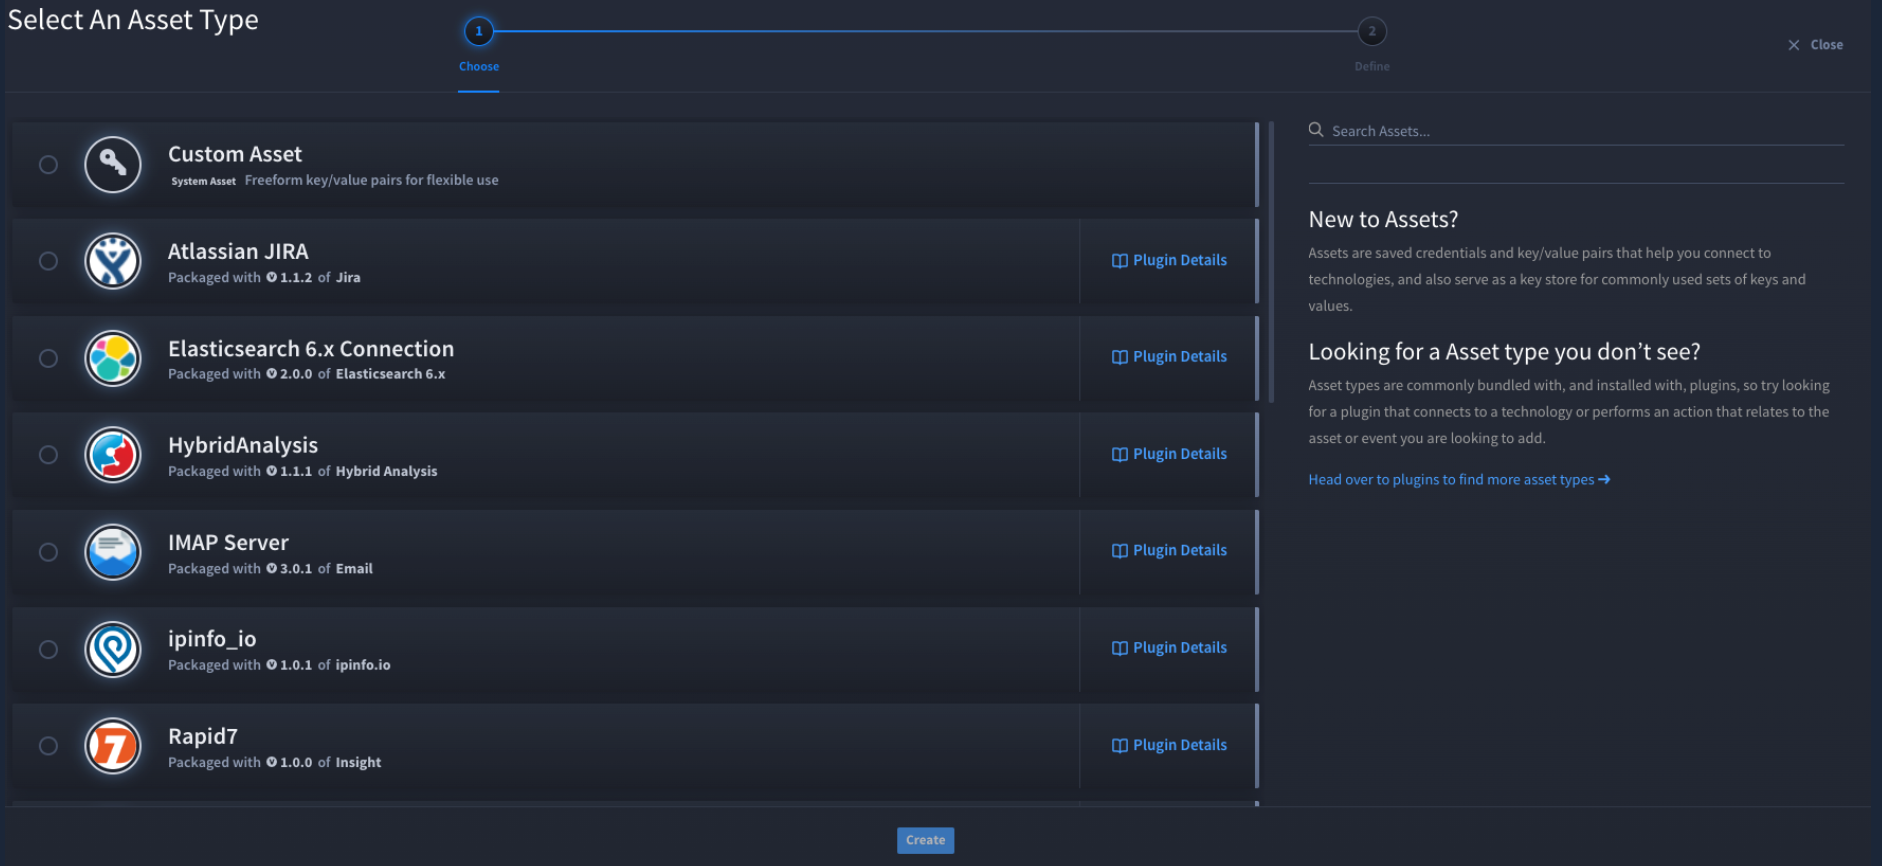 Select An Asset Type
1
2
Choose
Define
Close
Custom Asset
System Asset Freeform key/value pairs for flexible use
Atlassian JIRA
Packaged with 1.1.2 of Jira
Plugin Details
Elasticsearch 6.x Connection
Packaged with 2.0.0 of Elasticsearch 6.x
Plugin Details
HybridAnalysis
Packaged with 1.1.1 of Hybrid Analysis
Plugin Details
IMAP Server
Packaged with 3.0.1 of Email
Plugin Details
ipinfo_io
Packaged with 1.0.1 of ipinfo.io
Plugin Details
Rapid7
Packaged with 1.0.0 of Insight
Plugin Details
Search Assets...
New to Assets?
Assets are saved credentials and key/value pairs that help you connect to
technologies, and also serve as a key store for commonly used sets of keys and
values.
Looking for a Asset type you don’t see?
Asset types are commonly bundled with, and installed with, plugins, so try looking
for a plugin that connects to a technology or performs an action that relates to the
asset or event you are looking to add.
Head over to plugins to find more asset types →
Create